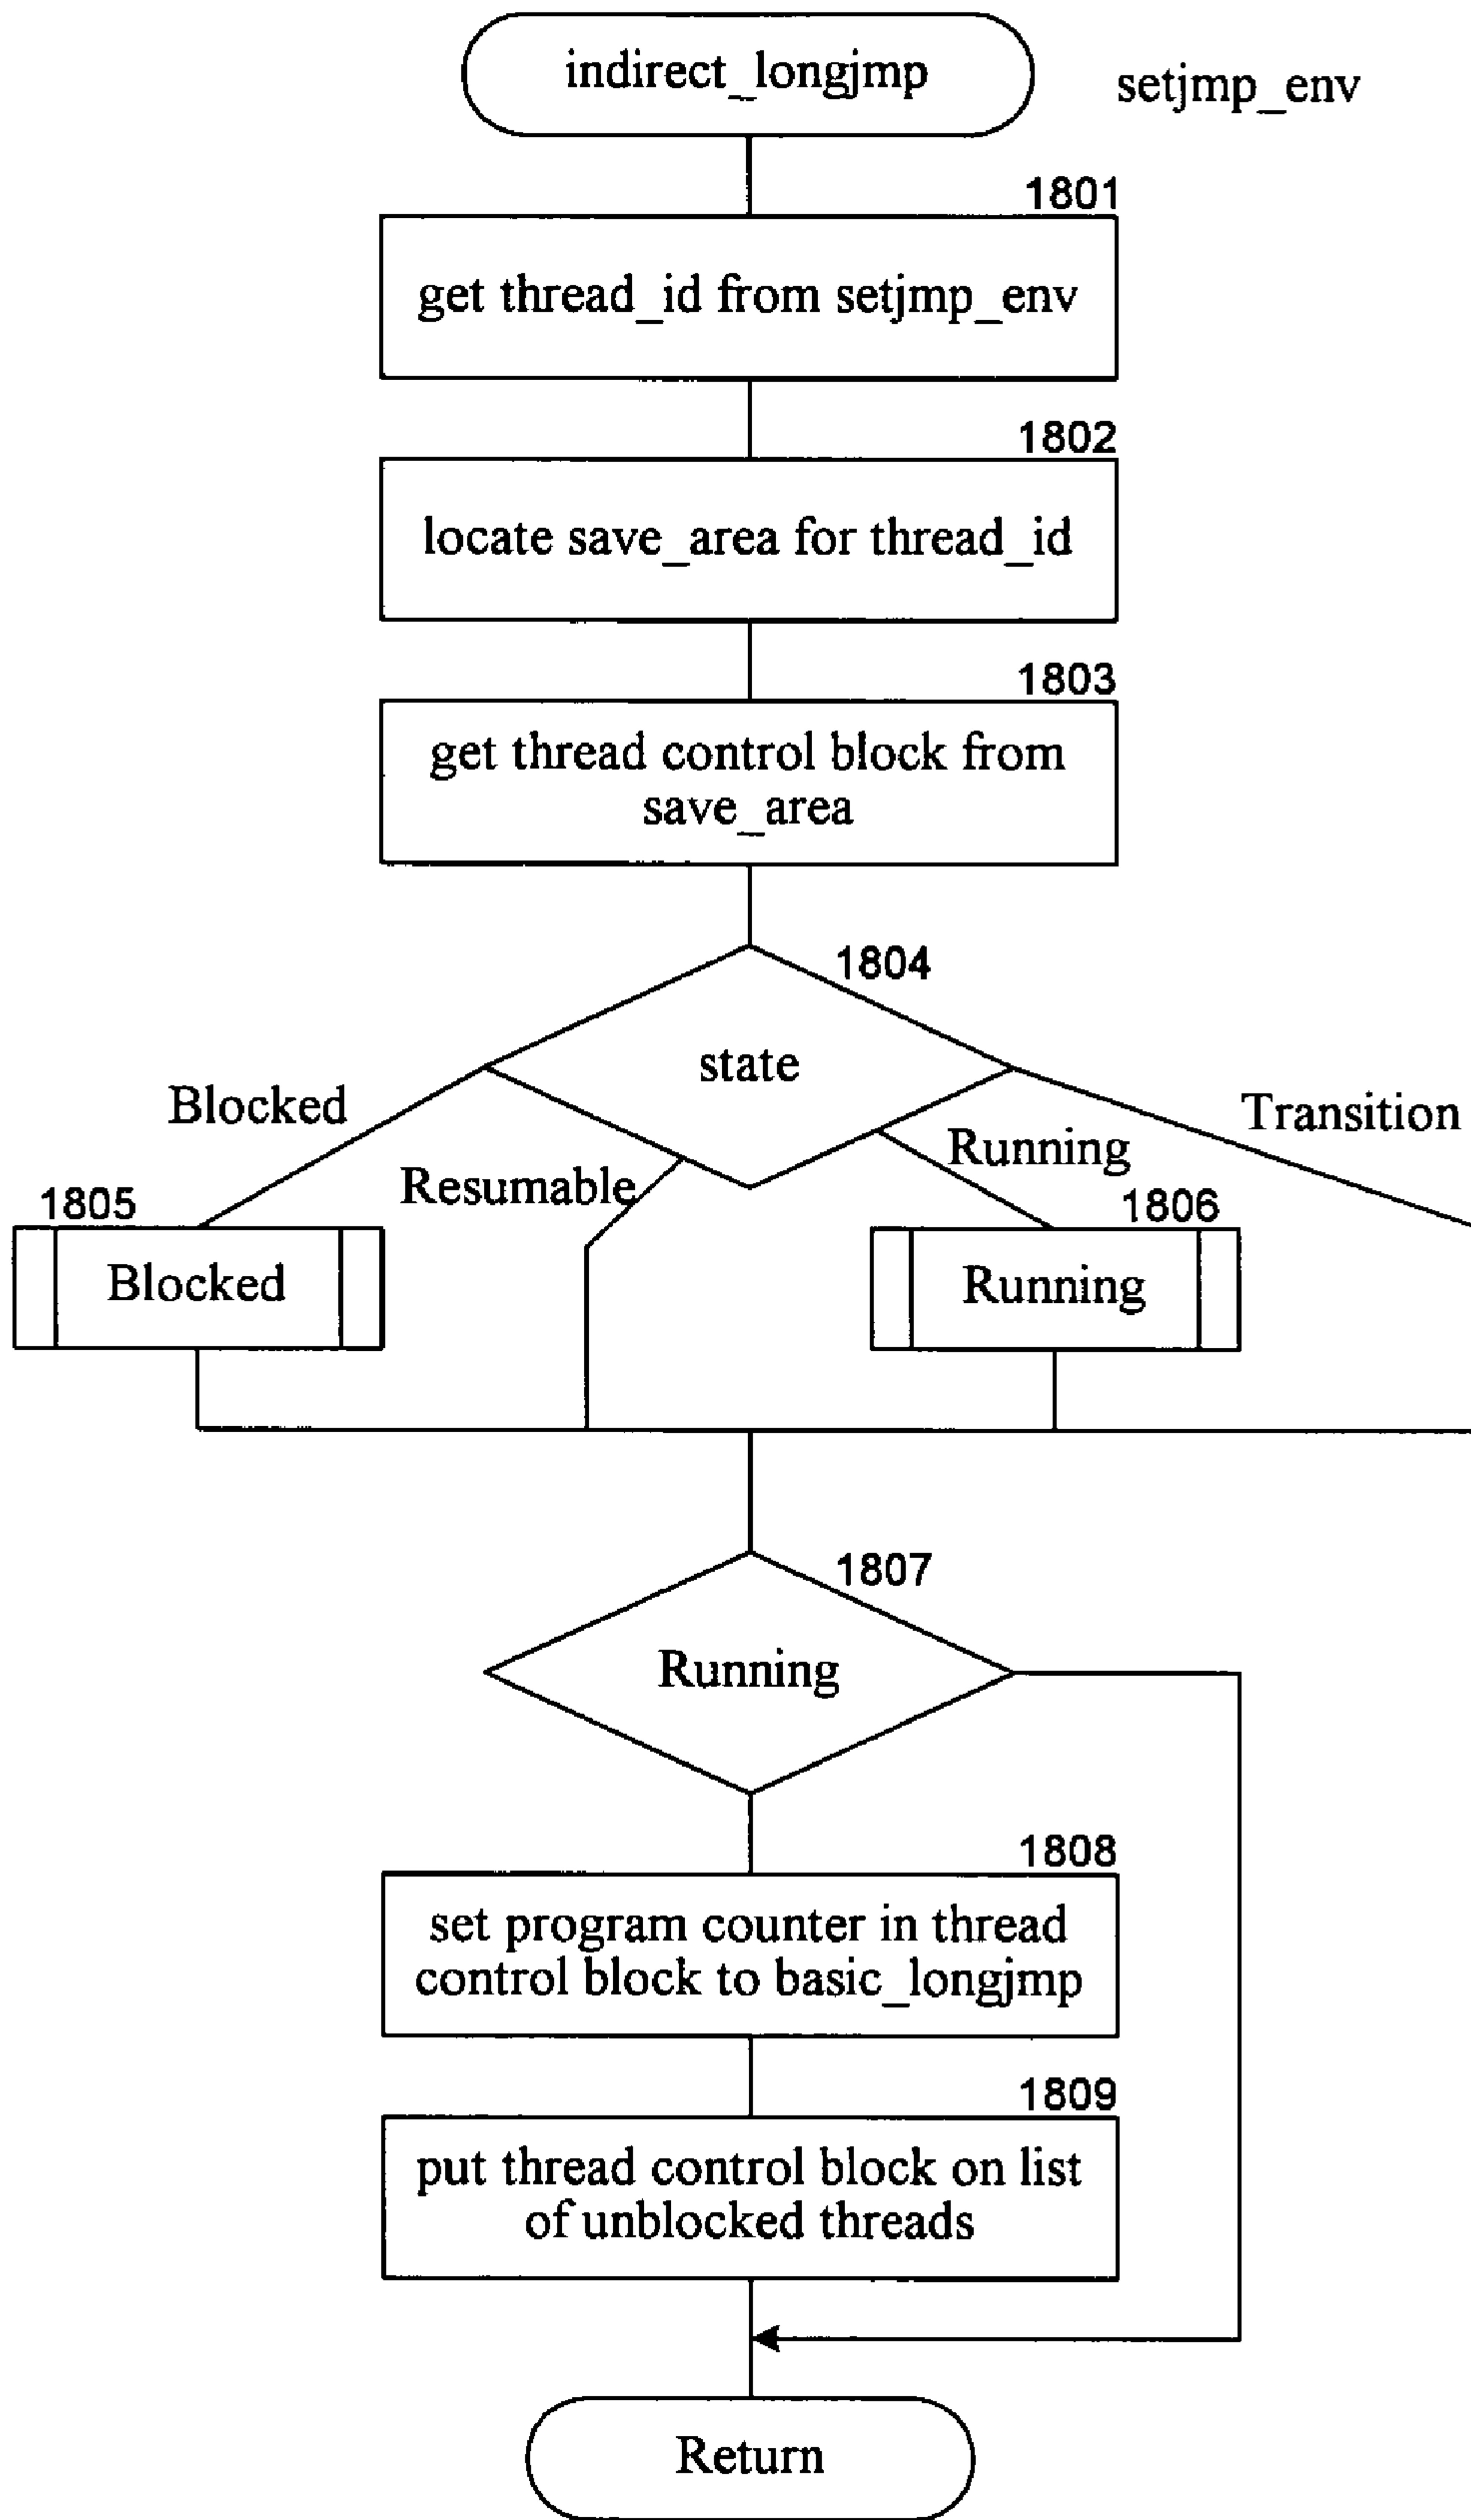 indirect_longjmp
setjmp_env
1801
get thread_id from setjmp_env
1802
locate save_area for thread_id
1803
get thread control block from
save_area
1804
state
Blocked
Resumable
Running
Transition
1805
Blocked
1806
Running
1807
Running
1808
set program counter in thread
control block to basic_longjmp
1809
put thread control block on list
of unblocked threads
Return